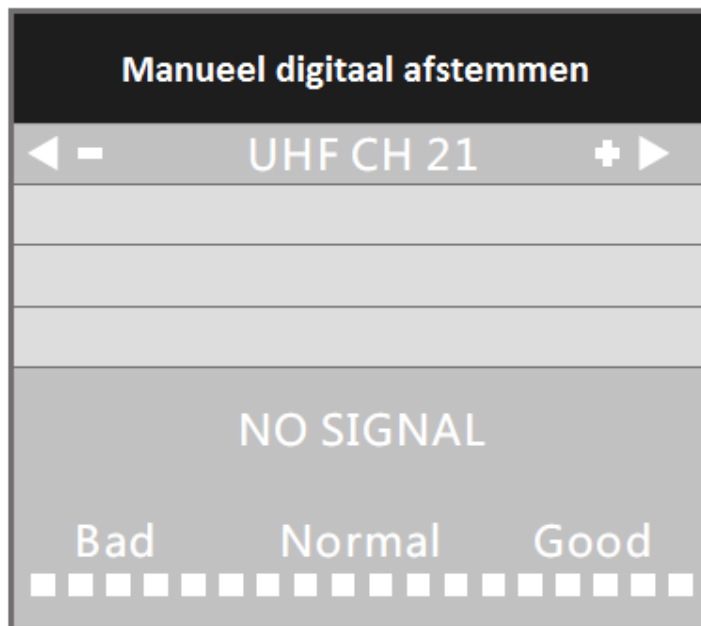 Manueel digitaal afstemmen
- UHF CH 21 +
NO SIGNAL
Bad Normal Good